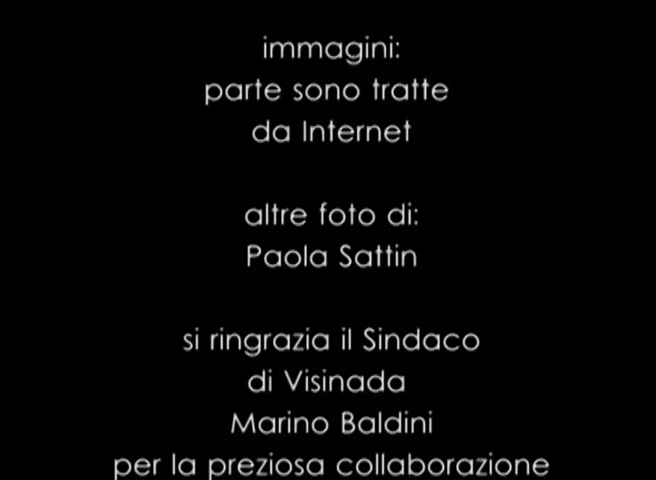 immagini:
parte sono tratte
da Internet
altre foto di:
Paola Sattin
si ringrazia il Sindaco
di Visinada
Marino Baldini
per la preziosa collaborazione